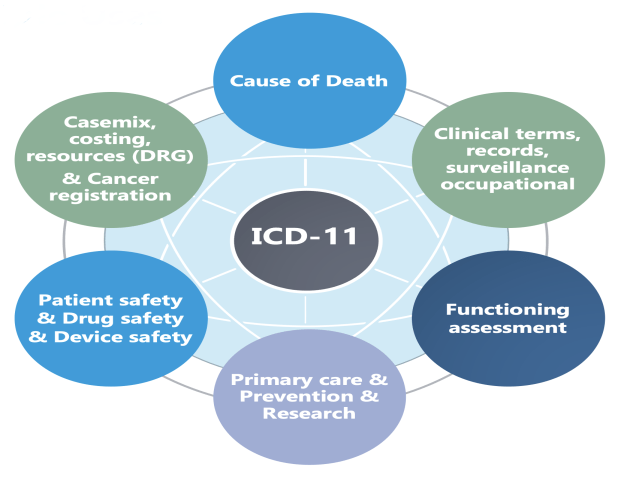 Cause of Death
Casemix,
costing,
resources (DRG)
& Cancer
registration
Clinical terms,
records,
surveillance
occupational
ICD-11
Patient safety
& Drug safety
& Device safety
Functioning
assessment
Primary care &
Prevention &
Research